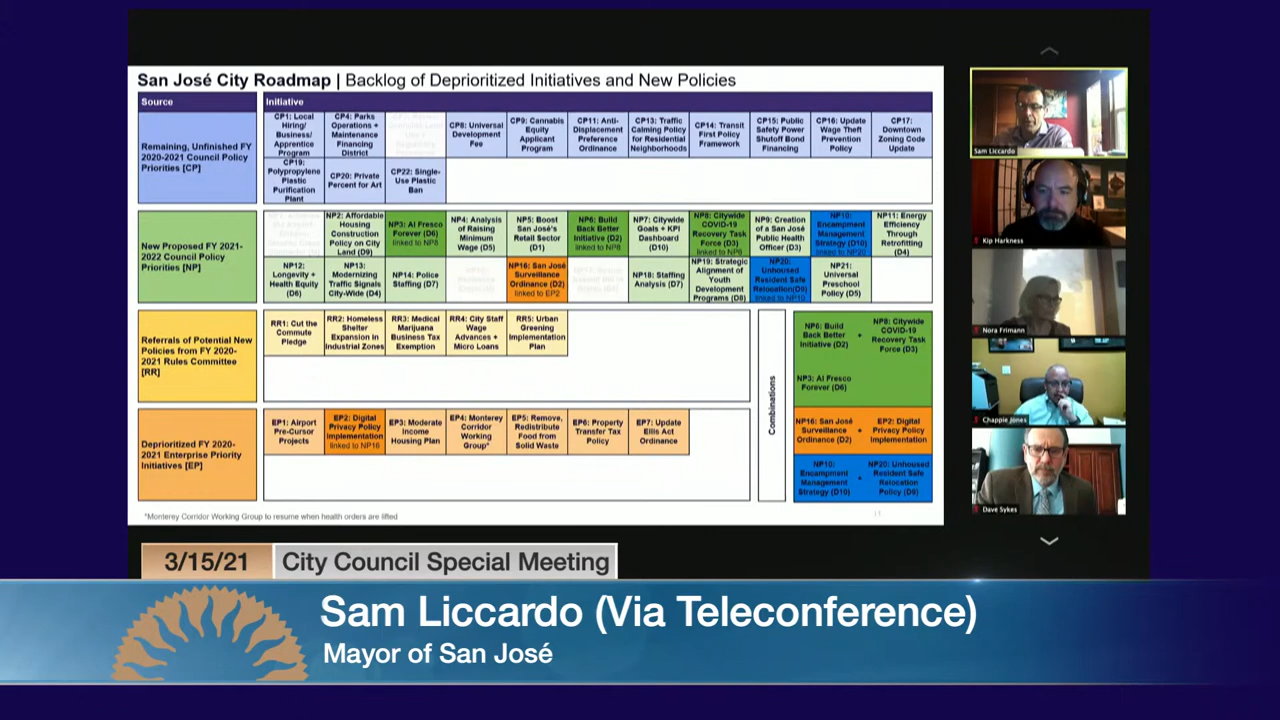 San José City Roadmap | Backlog of Deprioritized Initiatives and New Policies
Source
Initiative
Remaining, Unfinished FY
2020-2021 Council Policy
Priorities [CP]
CP1: Local
Hiring/
Business/
Apprentice
Program
CP4: Parks
Operations +
Maintenance
Financing
District
CP8: Universal
Development
Fee
CP9: Cannabis
Equity
Applicant
Program
CP11: Anti-
Displacement
Preference
Ordinance
CP13: Traffic
Calming Policy
for Residential
Neighborhoods
CP14: Transit
First Policy
Framework
CP15: Public
Safety Power
Shutoff Bond
Financing
CP16: Update
Wage Theft
Prevention
Policy
CP17:
Downtown
Zoning Code
Update
CP19:
Polypropylene
Plastic
Purification
Plant
CP20: Private
Percent for Art
CP22: Single-
Use Plastic
Ban
New Proposed FY 2021-
2022 Council Policy
Priorities [NP]
NP2: Affordable
Housing
Construction
Policy on City
Land (D9)
NP3: Al Fresco
Forever (D6)
linked to NP8
NP4: Analysis
of Raising
Minimum
Wage (D5)
NP5: Boost
San José's
Retail Sector
(D1)
NP6: Build
Back Better
Initiative (D2)
linked to NP8
NP7: Citywide
Goals + KPI
Dashboard
(D10)
NP8: Citywide
COVID-19
Recovery Task
Force (D3)
linked to NP6
NP9: Creation
of a San José
Public Health
Officer (D3)
NP10:
Encampment
Management
Strategy (D10)
linked to NP20
NP11: Energy
Efficiency
Through
Retrofitting
(D4)
NP12:
Longevity +
Health Equity
(D6)
NP13:
Modernizing
Traffic Signals
City-Wide (D4)
NP14: Police
Staffing (D7)
NP16: San José
Surveillance
Ordinance (D2)
linked to EP2
NP18: Staffing
Analysis (D7)
NP19: Strategic
Alignment of
Youth
Development
Programs (D8)
NP20:
Unhoused
Resident Safe
Relocation(D9)
linked to NP10
NP21:
Universal
Preschool
Policy (D5)
Referrals of Potential New
Policies from FY 2020-
2021 Rules Committee
[RR]
RR1: Cut the
Commute
Pledge
RR2: Homeless
Shelter
Expansion in
Industrial Zones
RR3: Medical
Marijuana
Business Tax
Exemption
RR4: City Staff
Wage
Advances +
Micro Loans
RR5: Urban
Greening
Implementation
Plan
Deprioritized FY 2020-
2021 Enterprise Priority
Initiatives [EP]
EP1: Airport
Pre-Cursor
Projects
EP2: Digital
Privacy Policy
Implementation
linked to NP16
EP3: Moderate
Income
Housing Plan
EP4: Monterey
Corridor
Working
Group*
EP5: Remove,
Redistribute
Food from
Solid Waste
EP6: Property
Transfer Tax
Policy
EP7: Update
Ellis Act
Ordinance
Combinations
NP6: Build
Back Better
Initiative (D2)
+
NP8: Citywide
COVID-19
Recovery Task
Force (D3)
NP3: Al Fresco
Forever (D6)
NP16: San José
Surveillance
Ordinance (D2)
+
EP2: Digital
Privacy Policy
Implementation
NP10:
Encampment
Management
Strategy (D10)
+
NP20: Unhoused
Resident Safe
Relocation
Policy (D9)
*Monterey Corridor Working Group to resume when health orders are lifted
Sam Liccardo
Kip Harkness
Nora Frimann
Chappie Jones
Dave Sykes
3/15/21
City Council Special Meeting
Sam Liccardo (Via Teleconference)
Mayor of San José